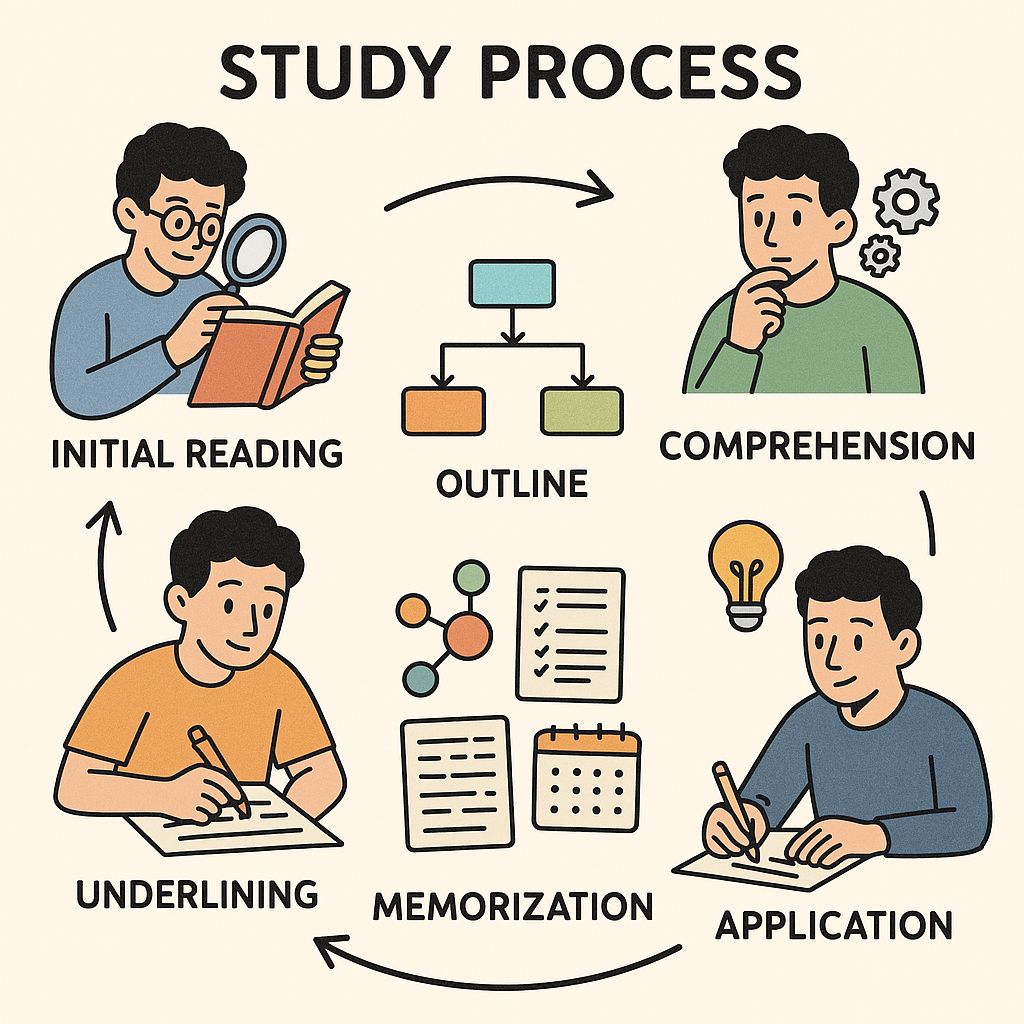 STUDY PROCESS
INITIAL READING
OUTLINE
COMPREHENSION
UNDERLINING
MEMORIZATION
APPLICATION